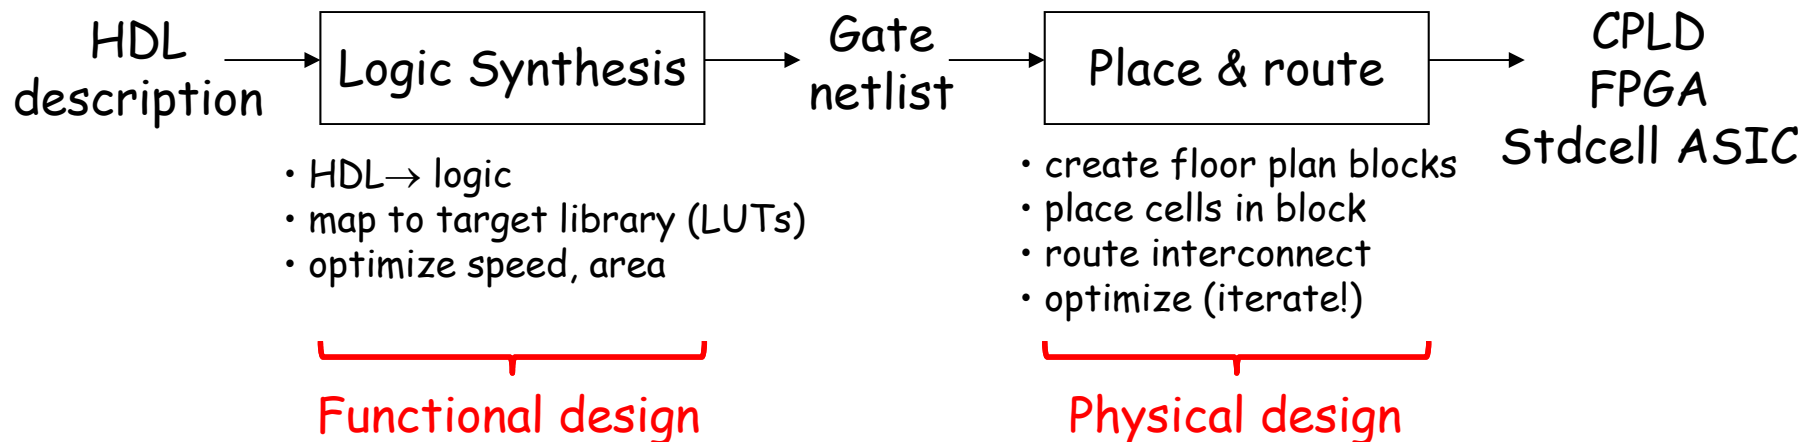 HDL
description
Logic Synthesis
Gate
netlist
Place & route
CPLD
FPGA
Stdcell ASIC
• HDL→ logic
• map to target library (LUTs)
• optimize speed, area
• create floor plan blocks
• place cells in block
• route interconnect
• optimize (iterate!)
Functional design
Physical design